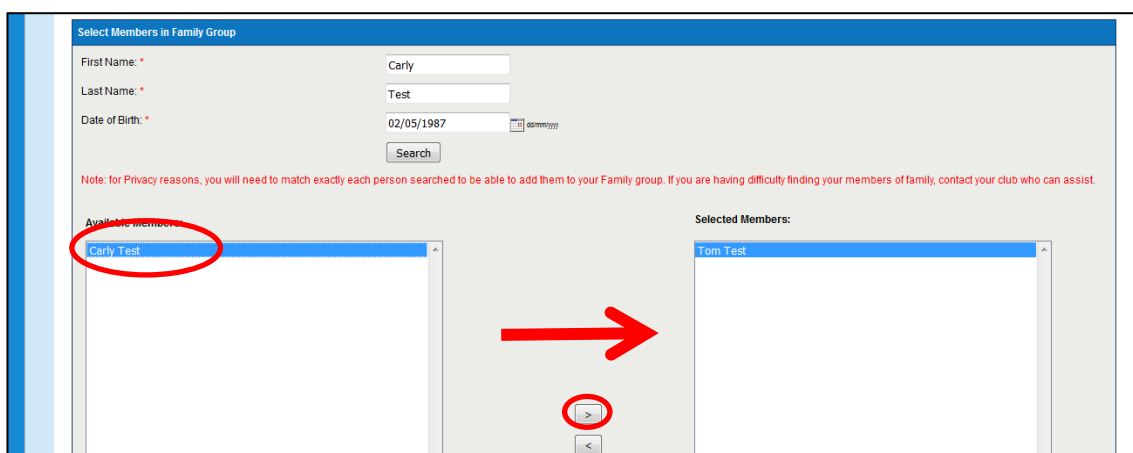 Select Members in Family Group
First Name: *
Carly
Last Name: *
Test
Date of Birth: *
02/05/1987
dd/mm/yyyy
Search
Note: for Privacy reasons, you will need to match exactly each person searched to be able to add them to your Family group. If you are having difficulty finding your members of family, contact your club who can assist.
Available Members:
Selected Members:
Carly Test
Tom Test
>
<